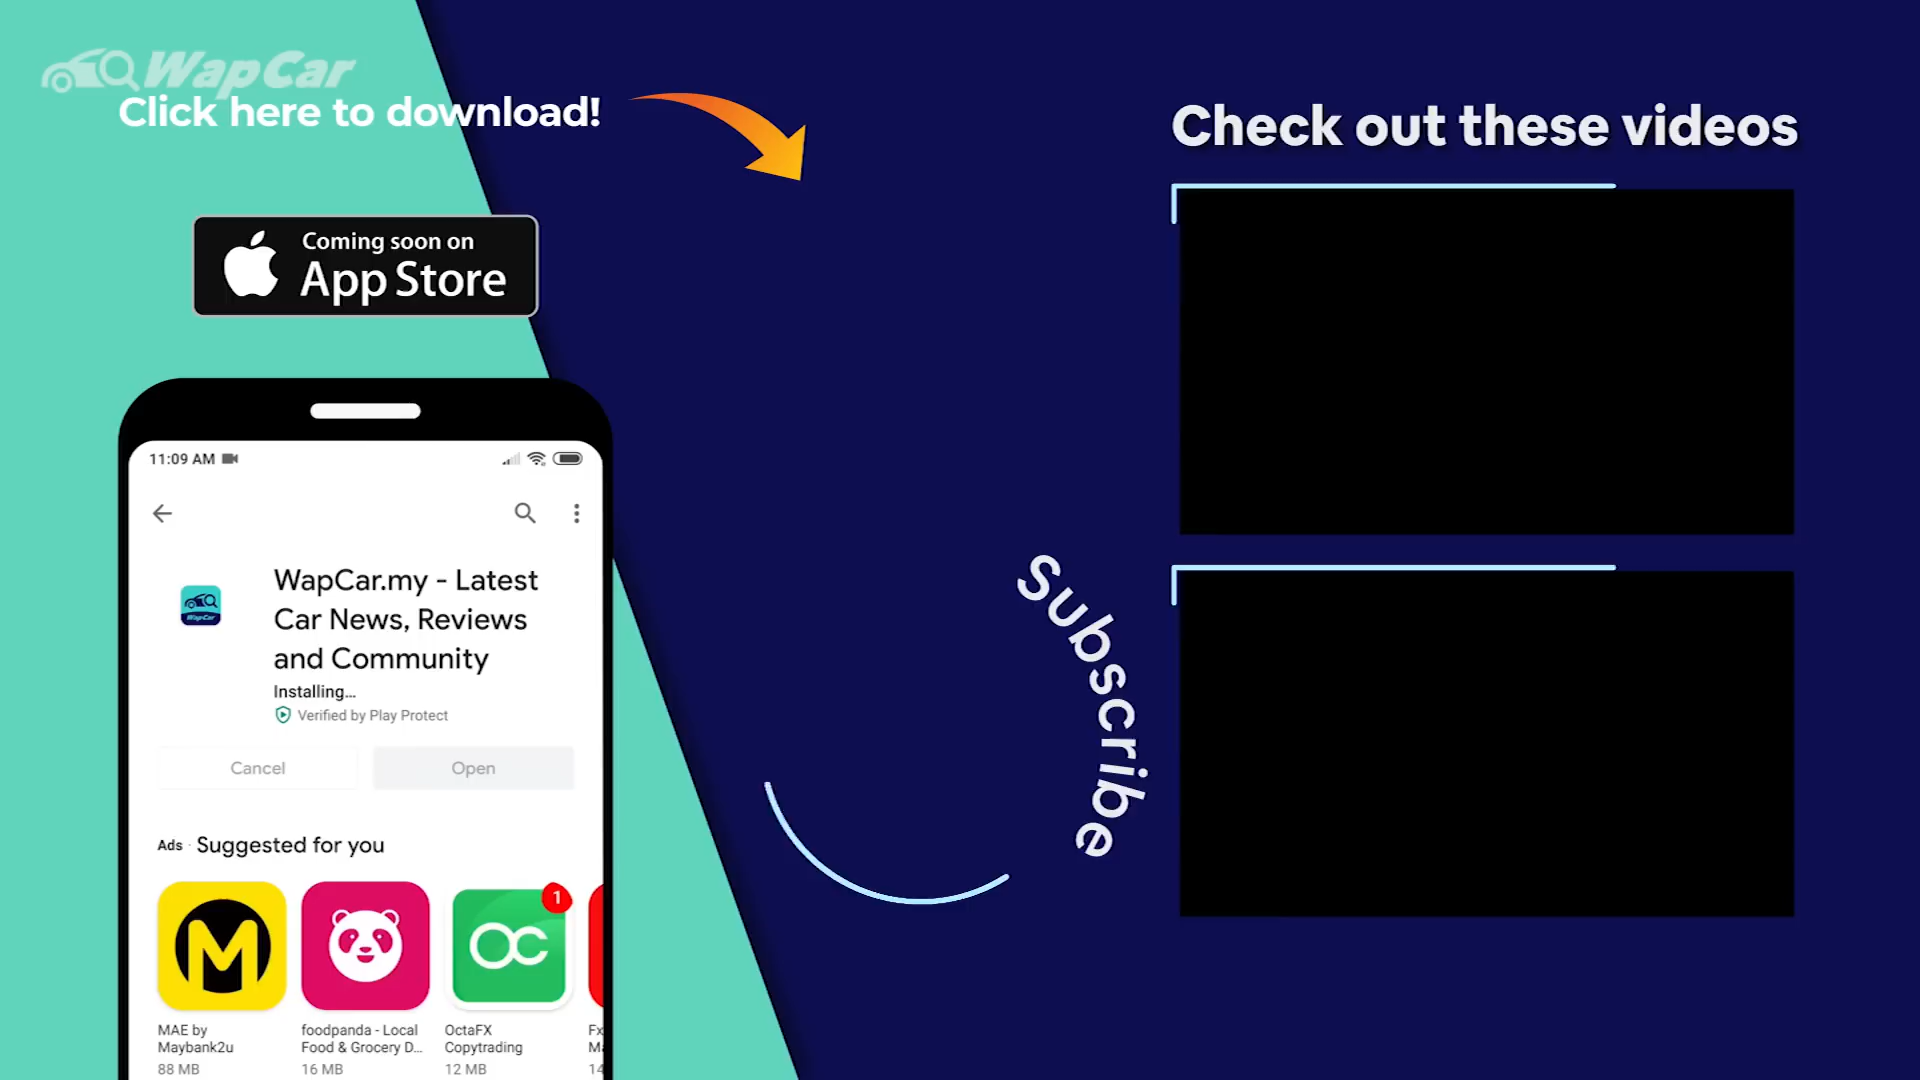 WapCar
Click here to download!
Coming soon on
App Store
11:09 AM
WapCar.my - Latest
Car News, Reviews
and Community
Installing...
Verified by Play Protect
Cancel
Open
Ads · Suggested for you
1
MAE by
Maybank2u
88 MB
foodpanda - Local
Food & Grocery D...
16 MB
OctaFX
Copytrading
12 MB
Check out these videos
Subscribe